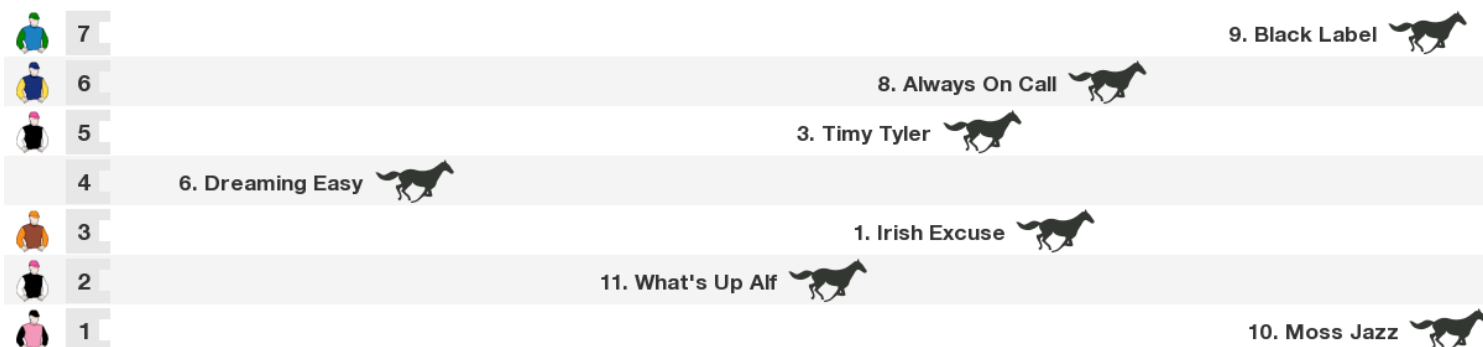 7 9. Black Label
6 8. Always On Call
5 3. Timy Tyler
4 6. Dreaming Easy
3 1. Irish Excuse
2 11. What's Up Alf
1 10. Moss Jazz